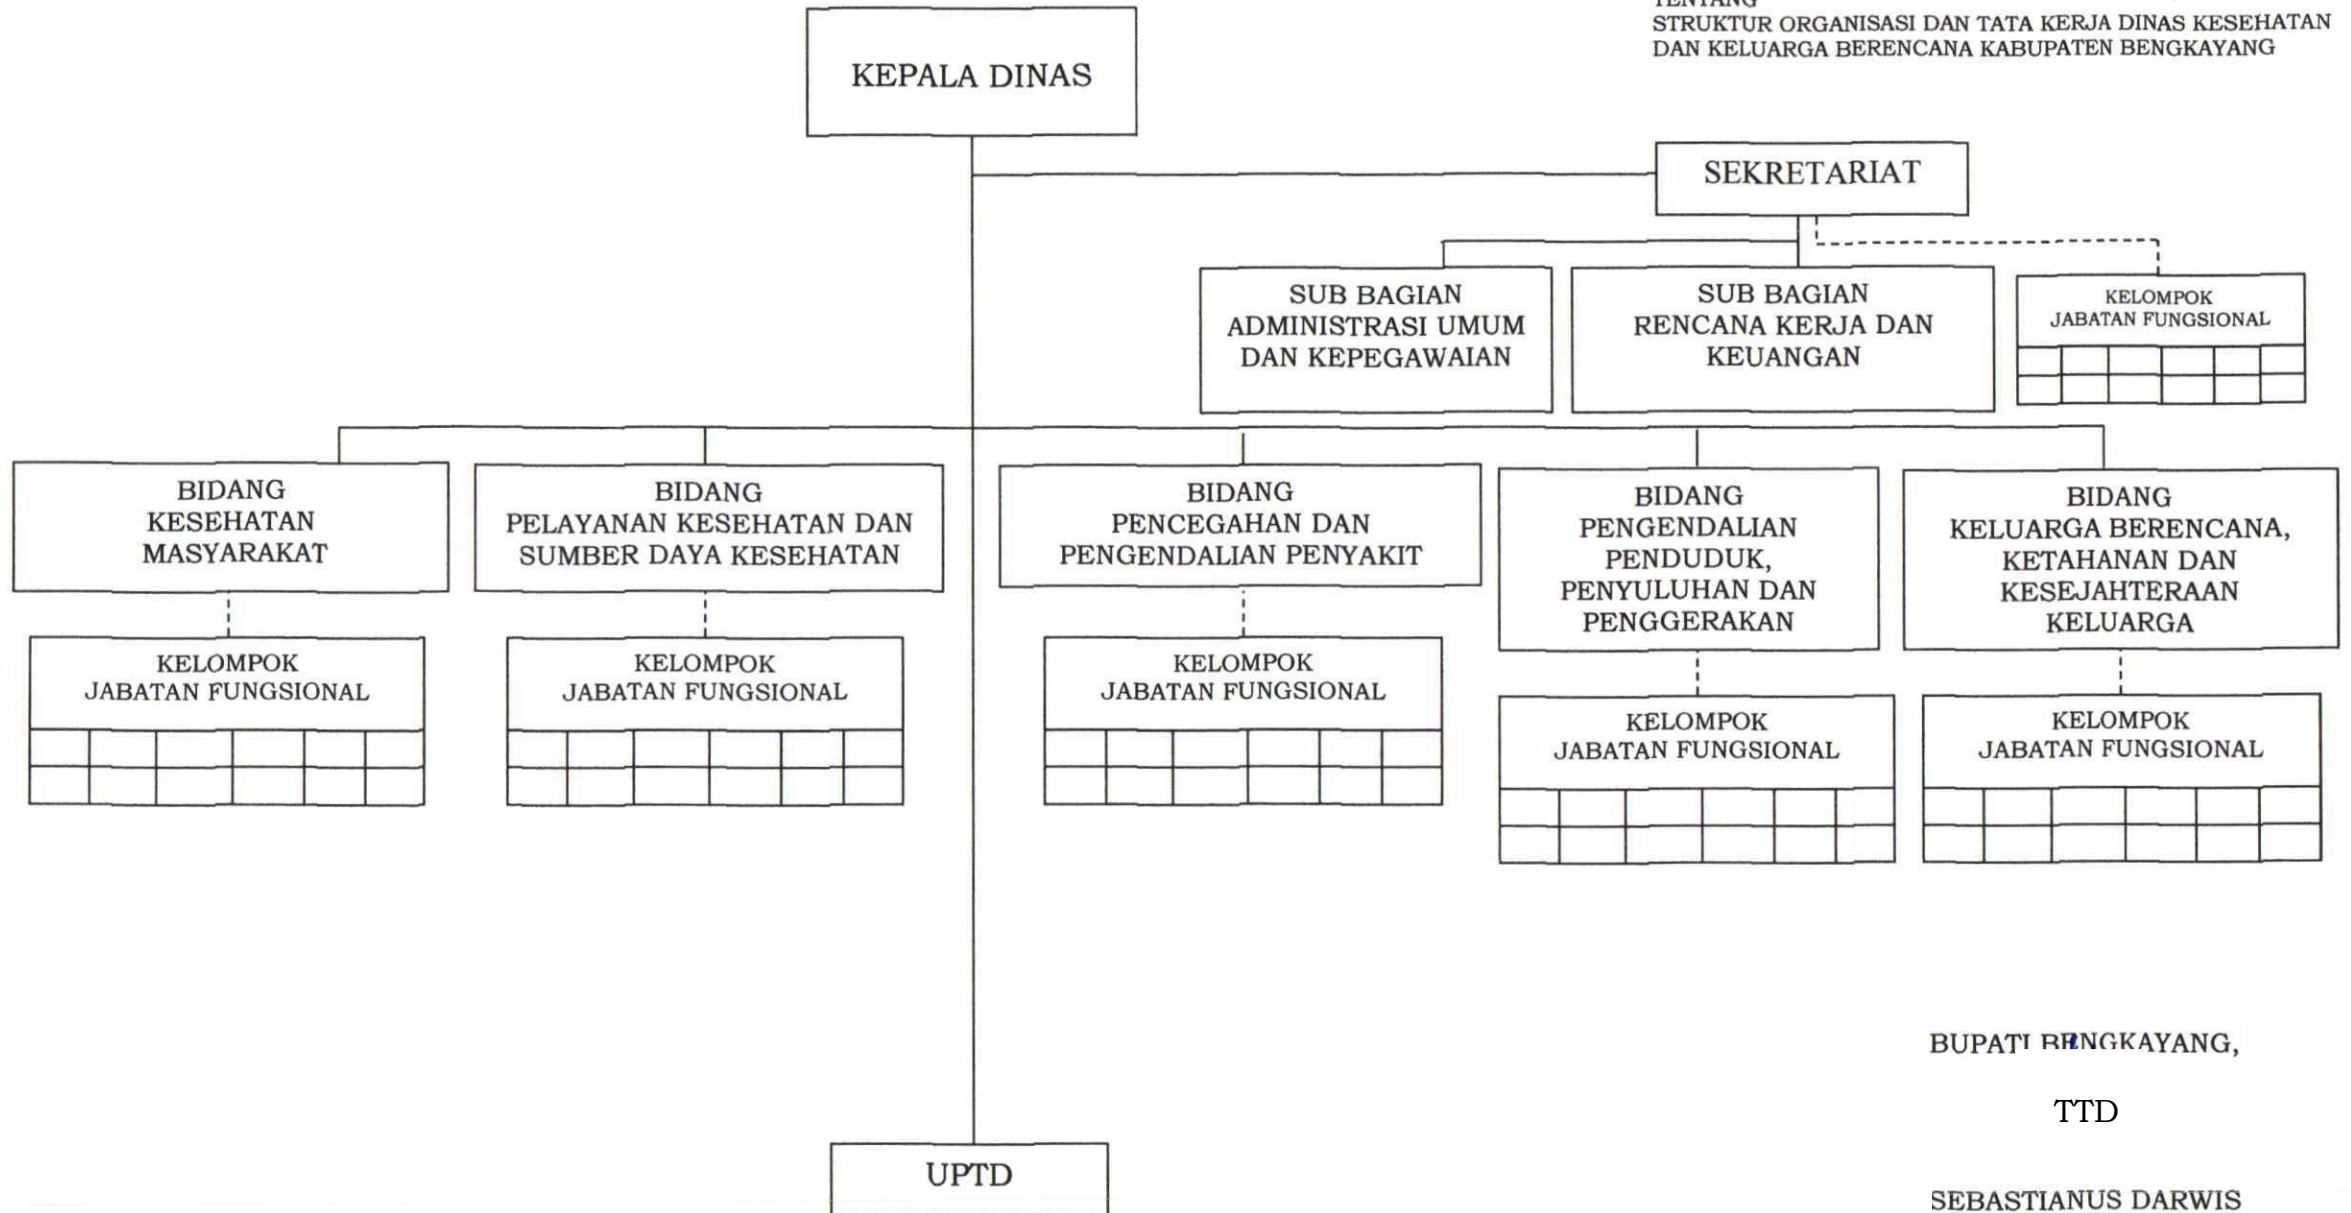 TENTANG
STRUKTUR ORGANISASI DAN TATA KERJA DINAS KESEHATAN
DAN KELUARGA BERENCANA KABUPATEN BENGKAYANG
KEPALA DINAS
SEKRETARIAT
SUB BAGIAN
ADMINISTRASI UMUM
DAN KEPEGAWAIAN
SUB BAGIAN
RENCANA KERJA DAN
KEUANGAN
KELOMPOK
JABATAN FUNGSIONAL
BIDANG
KESEHATAN
MASYARAKAT
BIDANG
PELAYANAN KESEHATAN DAN
SUMBER DAYA KESEHATAN
BIDANG
PENCEGAHAN DAN
PENGENDALIAN PENYAKIT
BIDANG
PENGENDALIAN
PENDUDUK,
PENYULUHAN DAN
PENGGERAKAN
BIDANG
KELUARGA BERENCANA,
KETAHANAN DAN
KESEJAHTERAAN
KELUARGA
KELOMPOK
JABATAN FUNGSIONAL
KELOMPOK
JABATAN FUNGSIONAL
KELOMPOK
JABATAN FUNGSIONAL
KELOMPOK
JABATAN FUNGSIONAL
KELOMPOK
JABATAN FUNGSIONAL
UPTD
BUPATI BENGKAYANG,
TTD
SEBASTIANUS DARWIS